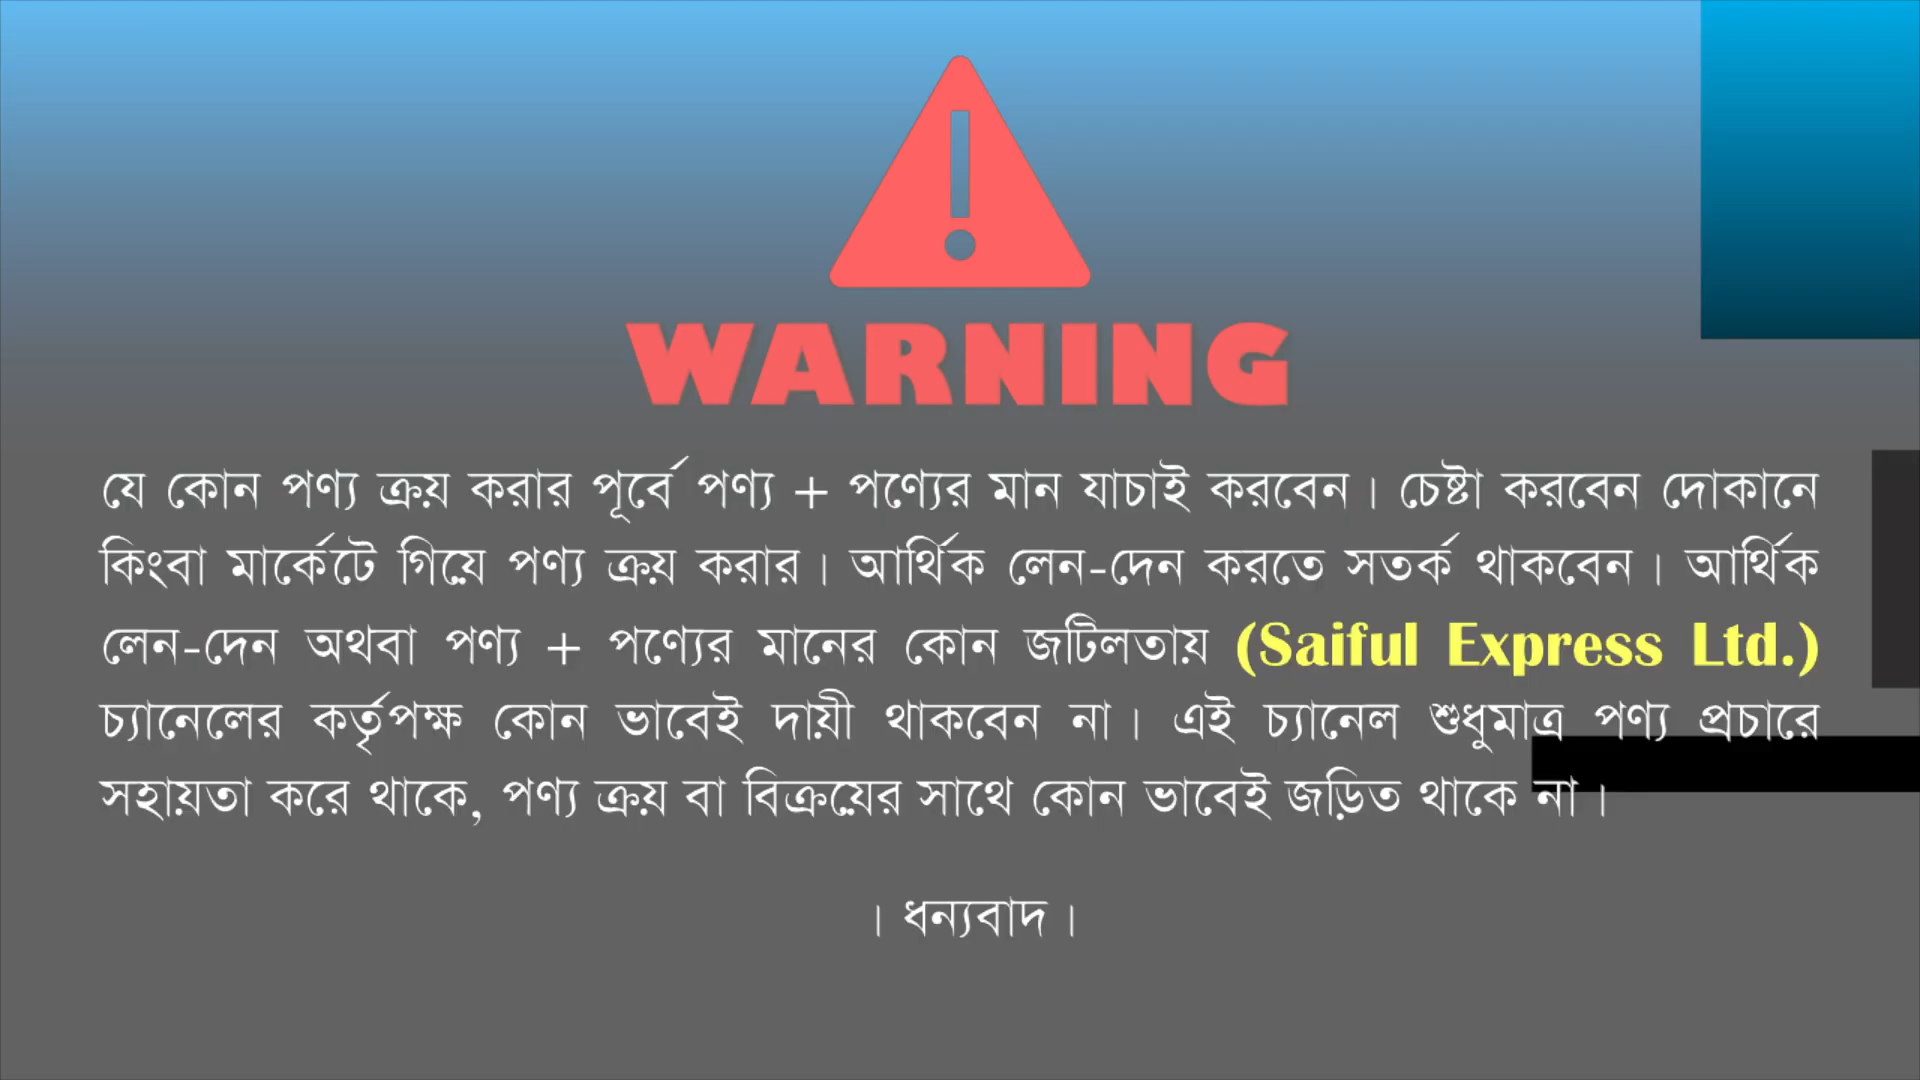 WARNING
যে কোন পণ্য ক্রয় করার পূর্বে পণ্য + পণ্যের মান যাচাই করবেন। চেষ্টা করবেন দোকানে
কিংবা মার্কেটে গিয়ে পণ্য ক্রয় করার। আর্থিক লেন-দেন করতে সতর্ক থাকবেন। আর্থিক
লেন-দেন অথবা পণ্য + পণ্যের মানের কোন জটিলতায় (Saiful Express Ltd.)
চ্যানেলের কর্তৃপক্ষ কোন ভাবেই দায়ী থাকবেন না। এই চ্যানেল শুধুমাত্র পণ্য প্রচারে
সহায়তা করে থাকে, পণ্য ক্রয় বা বিক্রয়ের সাথে কোন ভাবেই জড়িত থাকে না।
। ধন্যবাদ।